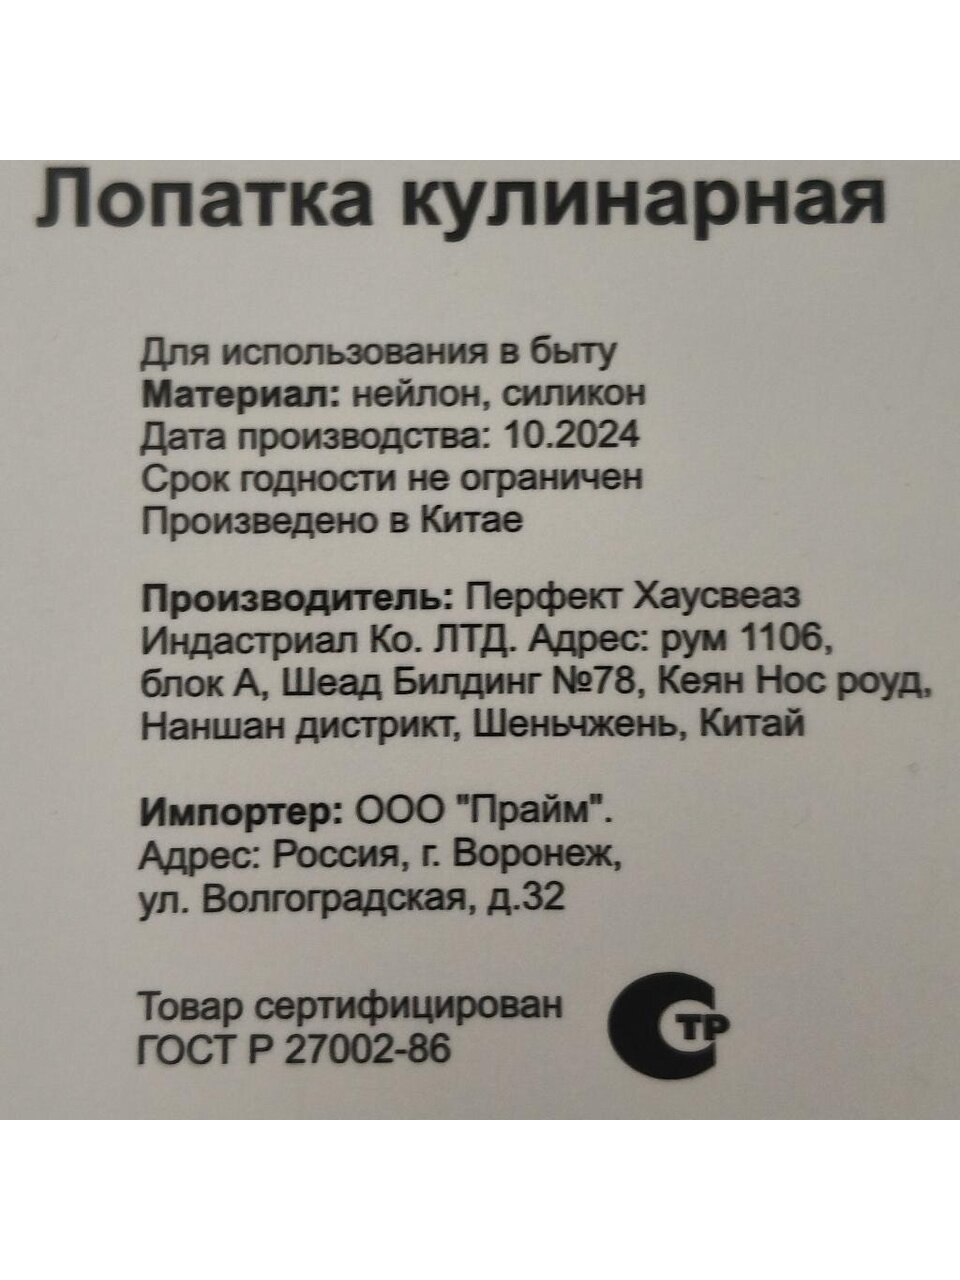 Лопатка кулинарная
Для использования в быту
Материал: нейлон, силикон
Дата производства: 10.2024
Срок годности не ограничен
Произведено в Китае
Производитель: Перфект Хаусвеаз
Индастриал Ко. ЛТД. Адрес: рум 1106,
блок А, Шеад Билдинг №78, Кеян Нос роуд,
Наншан дистрикт, Шеньчжень, Китай
Импортер: ООО "Прайм".
Адрес: Россия, г. Воронеж,
ул. Волгоградская, д.32
Товар сертифицирован
ГОСТ Р 27002-86
СТР